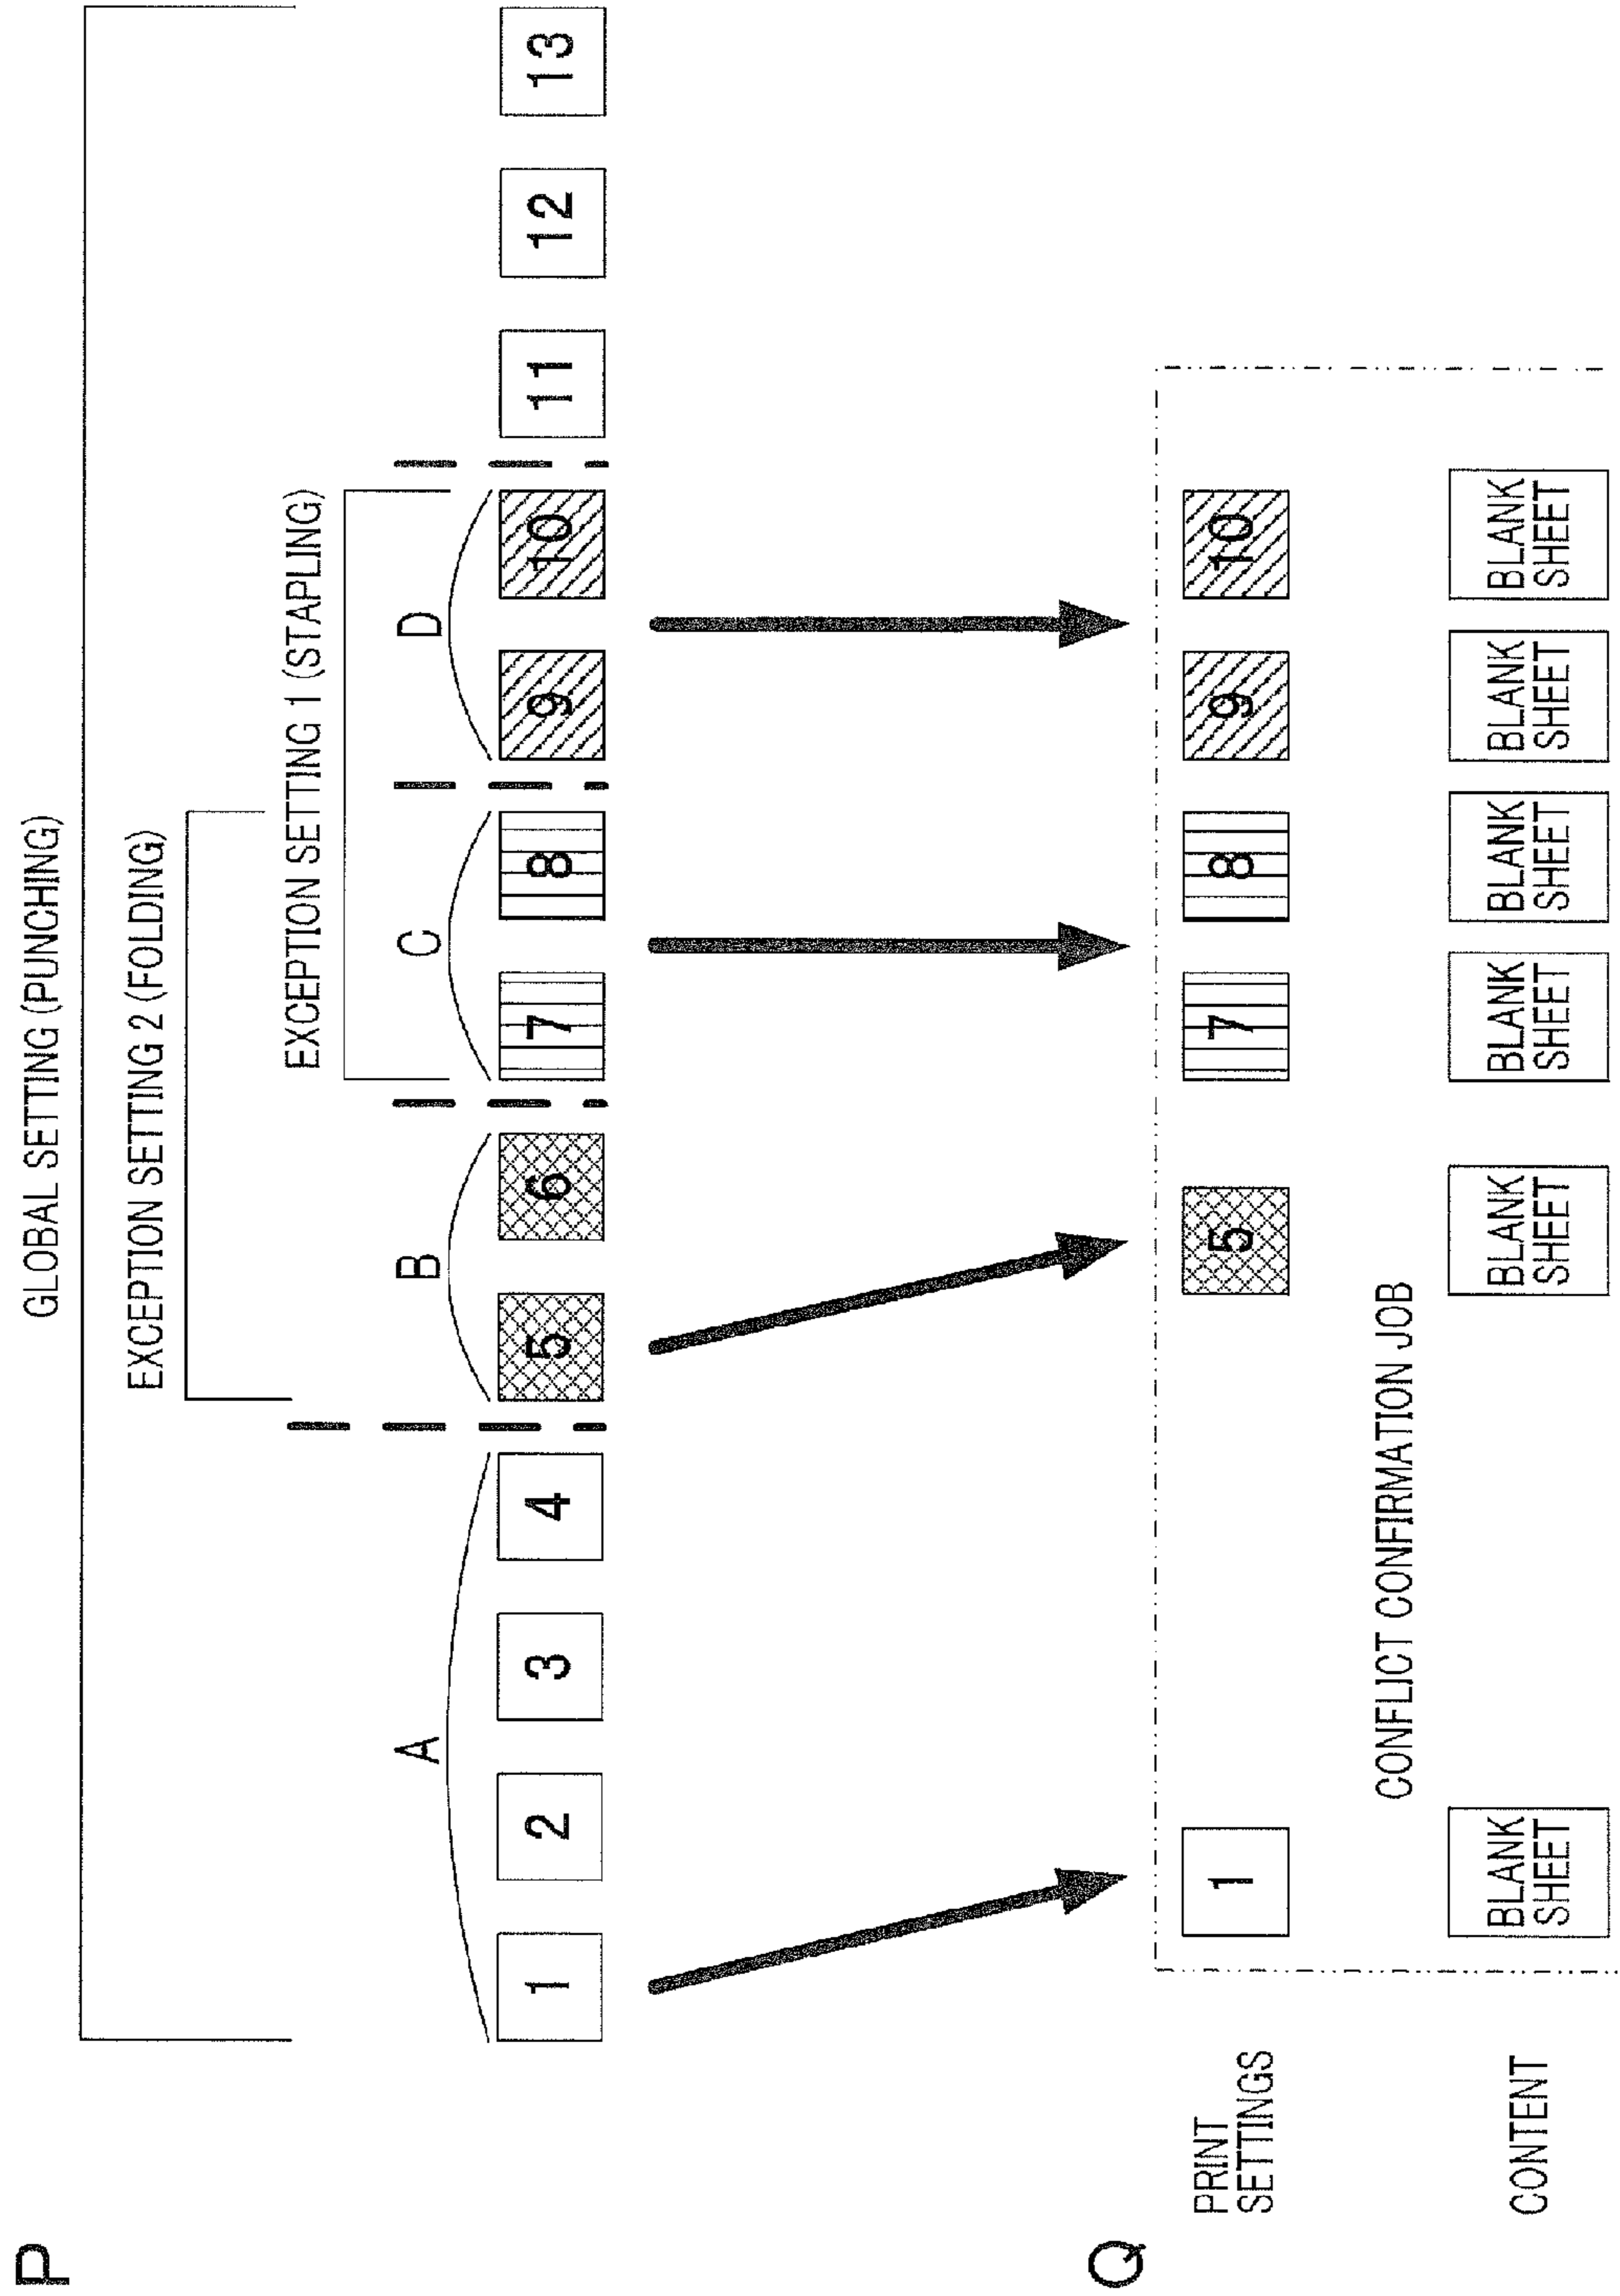 P
GLOBAL SETTING (PUNCHING)
EXCEPTION SETTING 2 (FOLDING)
EXCEPTION SETTING 1 (STAPLING)
A B C D
1 2 3 4 5 6 7 8 9 10 11 12 13
Q
PRINT
SETTINGS
1 5 7 8 9 10
CONFLICT CONFIRMATION JOB
CONTENT
BLANK
SHEET
BLANK
SHEET
BLANK
SHEET
BLANK
SHEET
BLANK
SHEET
BLANK
SHEET